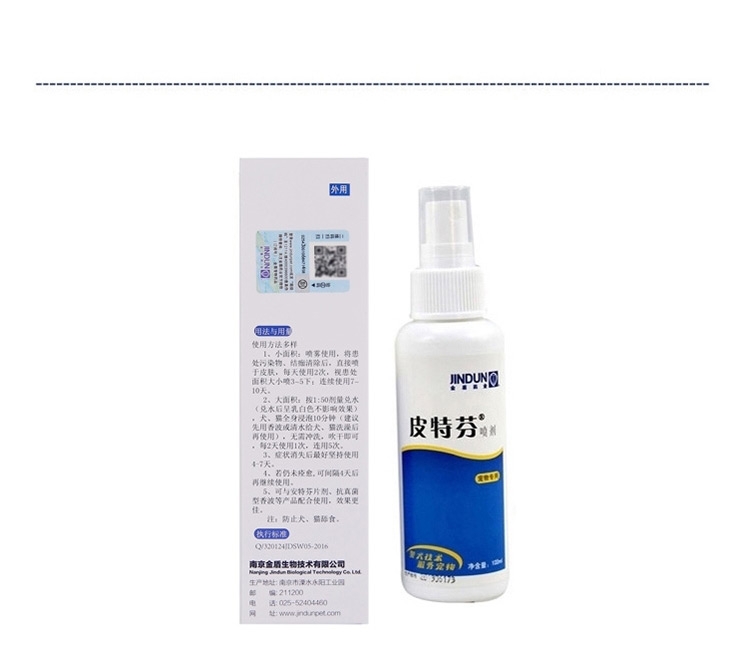 外用
JINDUN
用法与用量
使用方法多样
1、小面积：喷雾使用，将患
处污染物、结痂清除后，直接喷
于皮肤，每天使用2次，视患处
面积大小喷3~5下；连续使用7~
10天。
2、大面积：按1:50剂量兑水
（兑水后呈乳白色不影响效果）
，犬、猫全身浸泡10分钟（建议
先用香波或清水给犬、猫洗澡后
再使用），无需冲洗，吹干即可
，每2天使用1次，连用5次。
3、症状消失后最好坚持使用
4-7天。
4、若仍未痊愈，可间隔4天后
再继续使用。
5、可与安特芬片剂、抗真菌
型香波等产品配合使用，效果更
佳。
注：防止犬、猫舔食。
执行标准
Q/320124JDSW05-2016
南京金盾生物技术有限公司
Nanjing Jindun Biological Technology Co. Ltd.
生产地址：南京市溧水永阳工业园
邮 编：211200
电 话：025-52404460
网 址：www.jindunpet.com
JINDUN
皮特芬® 喷剂
宠物专用
服务宠物
净含量：100ml